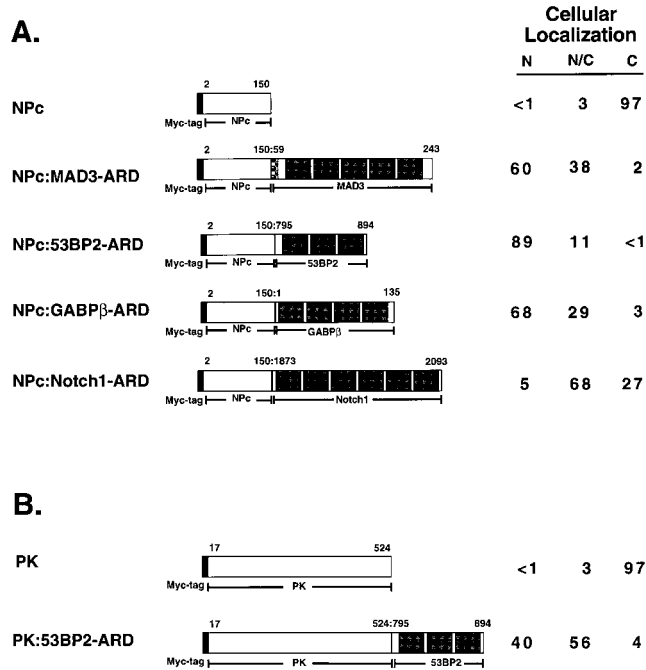 A.
Cellular
Localization
N N/C C
2 150
NPc <1 3 97
Myc-tag NPc
2 150:59 243
NPc:MAD3-ARD 60 38 2
Myc-tag NPc MAD3
2 150:795 894
NPc:53BP2-ARD 89 11 <1
Myc-tag NPc 53BP2
2 150:1 135
NPc:GABPβ-ARD 68 29 3
Myc-tag NPc GABPβ
2 150:1873 2093
NPc:Notch1-ARD 5 68 27
Myc-tag NPc Notch1
B.
17 524
PK <1 3 97
Myc-tag PK
17 524:795 894
PK:53BP2-ARD 40 56 4
Myc-tag PK 53BP2